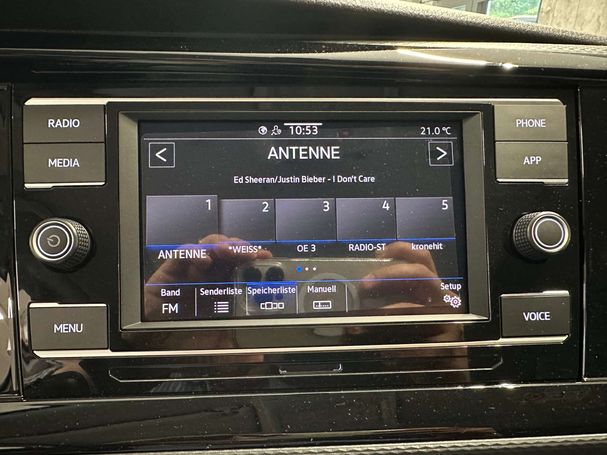 RADIO
MEDIA
MENU
10:53
21.0 °C
< ANTENNE >
Ed Sheeran/Justin Bieber - I Don't Care
1 2 3 4 5
ANTENNE *WEISS* OE 3 RADIO-ST kronehit
Band Senderliste Speicherliste Manuell Setup
FM
PHONE
APP
VOICE